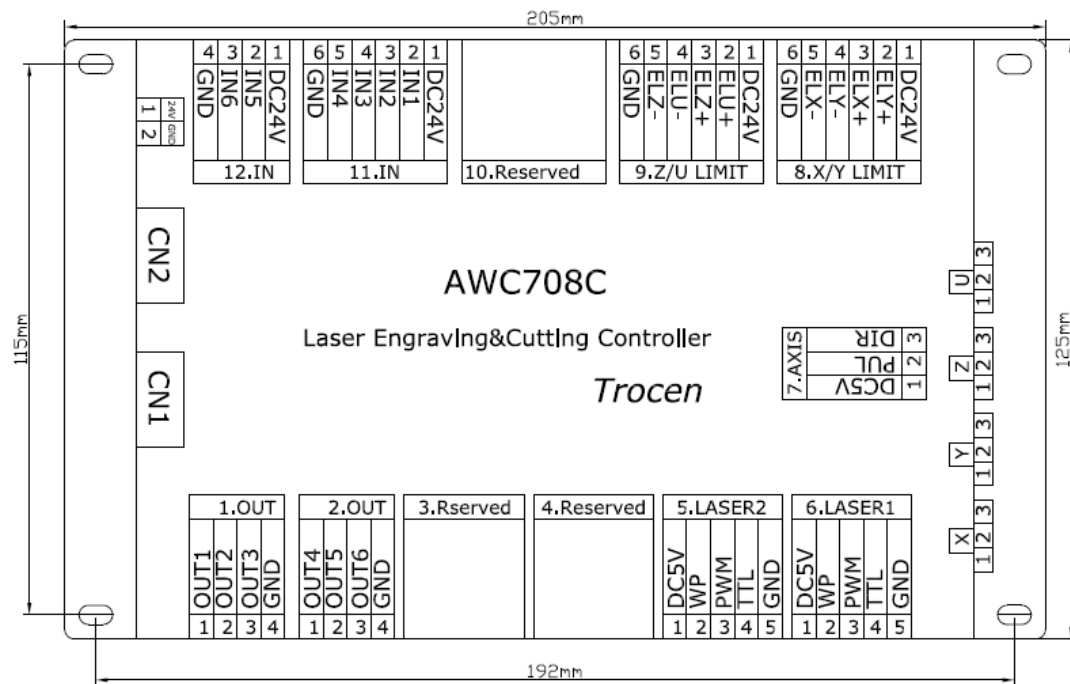 205mm
4 3 2 1
GND IN6 IN5 DC24V
12.IN
6 5 4 3 2 1
GND IN4 IN3 IN2 IN1 DC24V
11.IN
10.Reserved
6 5 4 3 2 1
GND ELZ- ELU- ELZ+ ELU+ DC24V
9.Z/U LIMIT
6 5 4 3 2 1
GND ELX- ELY- ELX+ ELY+ DC24V
8.X/Y LIMIT
1 2
24V GND
CN2
CN1
115mm
125mm
AWC708C
Laser Engraving&Cutting Controller
Trocen
7.AXIS
DIR 3
PUL 2
DC5V 1
U
3
2
1
Z
3
2
1
Y
3
2
1
X
3
2
1
1.OUT
OUT1 OUT2 OUT3 GND
1 2 3 4
2.OUT
OUT4 OUT5 OUT6 GND
1 2 3 4
3.Rserved
4.Reserved
5.LASER2
DC5V WP PWM TTL GND
1 2 3 4 5
6.LASER1
DC5V WP PWM TTL GND
1 2 3 4 5
192mm